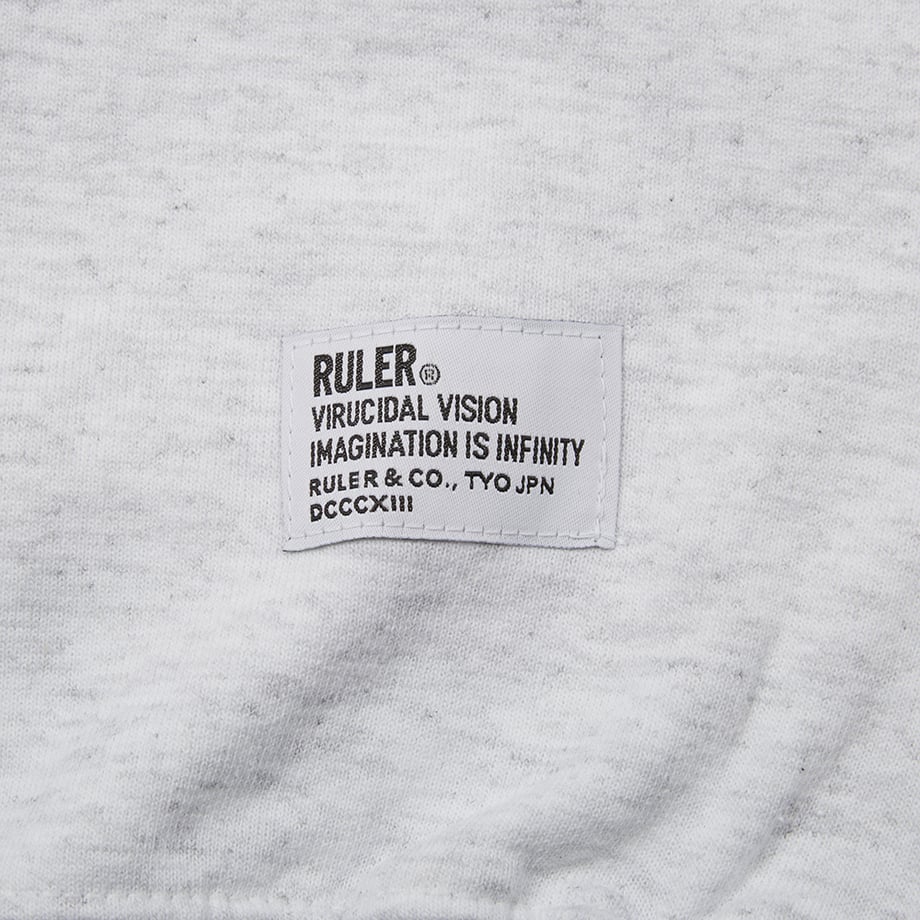 RULER®
VIRUCIDAL VISION
IMAGINATION IS INFINITY
RULER & CO., TYO JPN
DCCCXIII